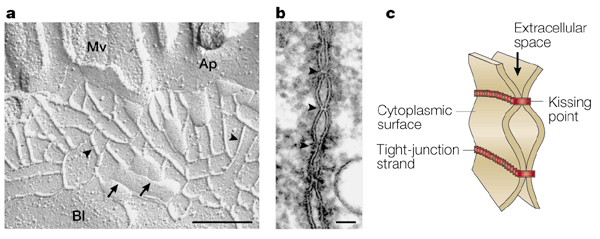 a
Mv
Ap
Bl
b
c
Extracellular
space
Kissing
point
Cytoplasmic
surface
Tight-junction
strand